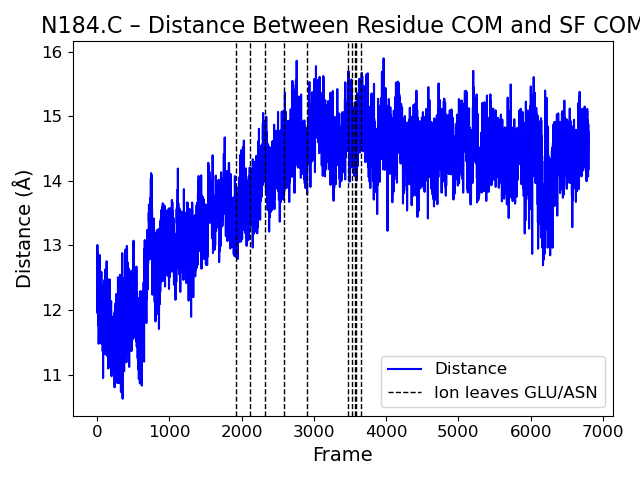 N184.C – Distance Between Residue COM and SF COM
16
15
14
13
12
11
Distance (Å)
Distance
Ion leaves GLU/ASN
0 1000 2000 3000 4000 5000 6000 7000
Frame